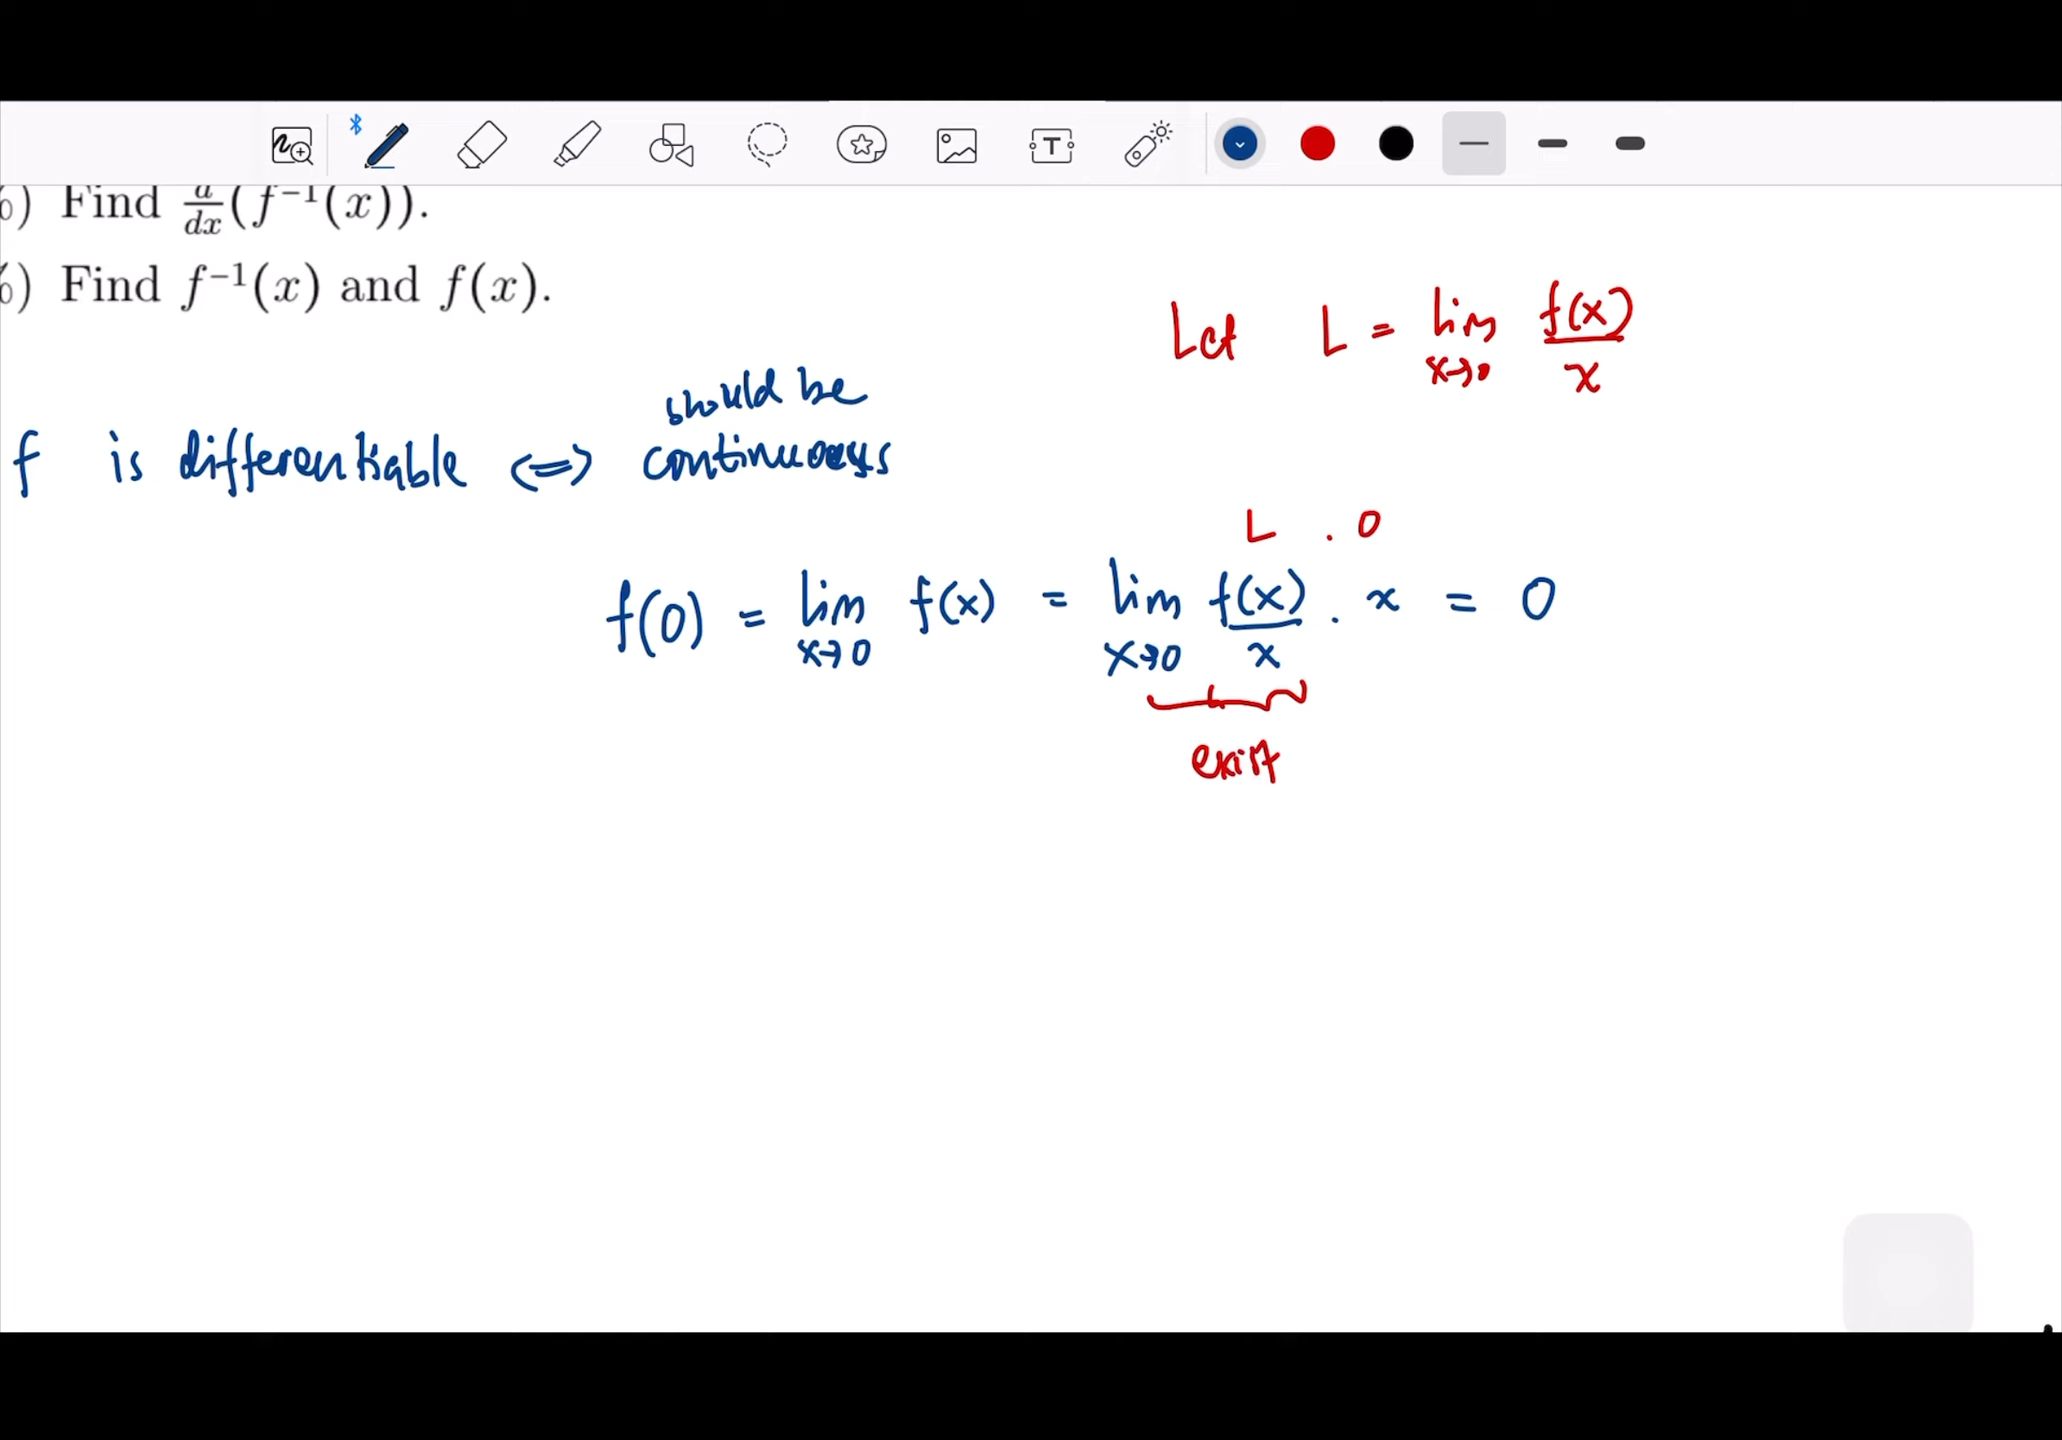 6) Find d/dx(f⁻¹(x)).
%) Find f⁻¹(x) and f(x).
Let L = lim x→0 f(x)/x
should be
f is differentiable <=> continuous
L . 0
f(0) = lim x→0 f(x) = lim x→0 f(x)/x . x = 0
exist